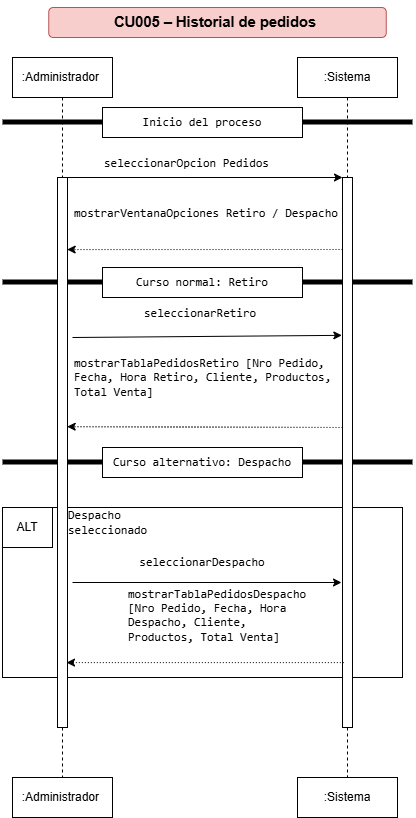 CU005 – Historial de pedidos
:Administrador
:Sistema
Inicio del proceso
seleccionarOpcion Pedidos
mostrarVentanaOpciones Retiro / Despacho
Curso normal: Retiro
seleccionarRetiro
mostrarTablaPedidosRetiro [Nro Pedido,
Fecha, Hora Retiro, Cliente, Productos,
Total Venta]
Curso alternativo: Despacho
ALT
Despacho
seleccionado
seleccionarDespacho
mostrarTablaPedidosDespacho
[Nro Pedido, Fecha, Hora
Despacho, Cliente,
Productos, Total Venta]
:Administrador
:Sistema